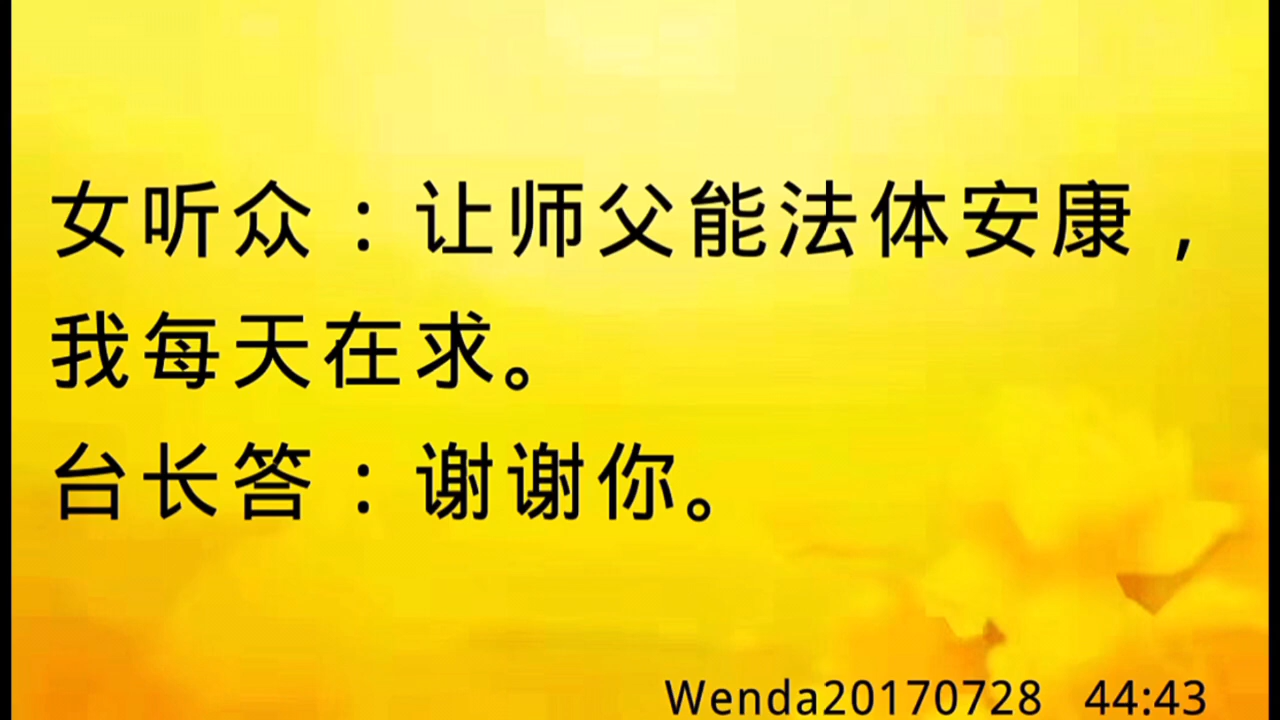 女听众：让师父能法体安康，
我每天在求。
台长答：谢谢你。
Wenda20170728 44:43